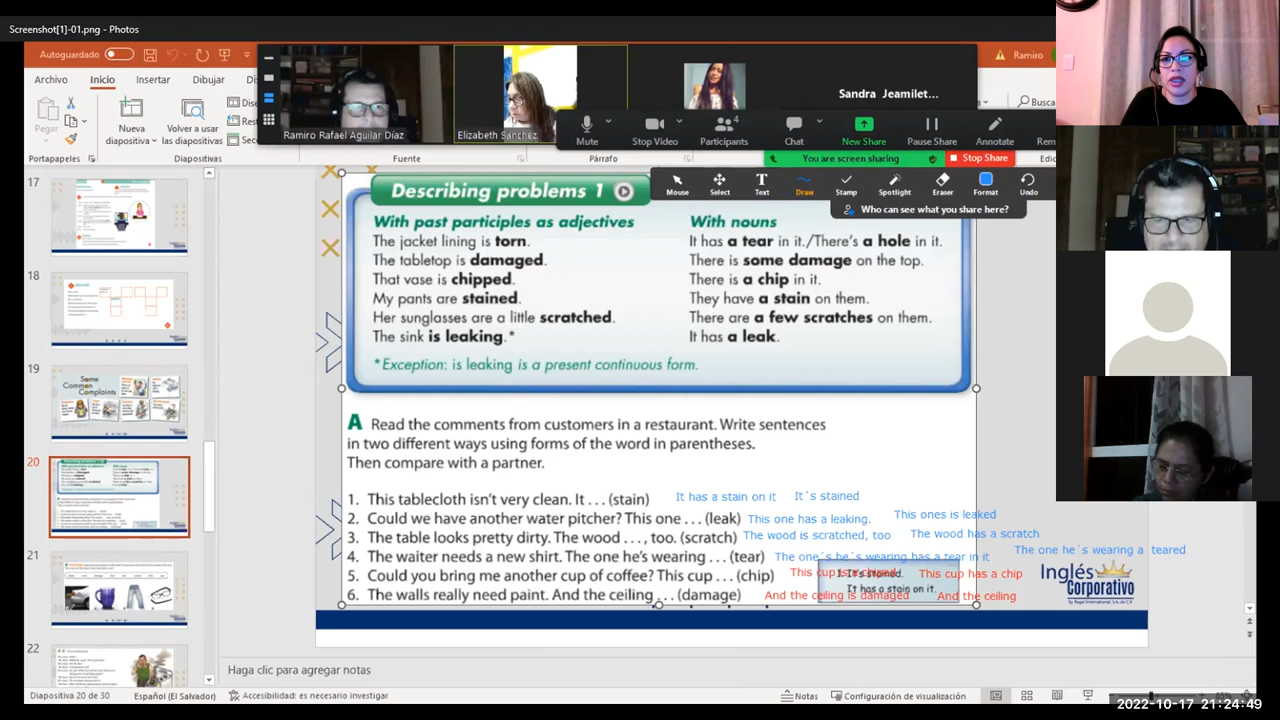 Screenshot[1]-01.png - Photos
Autoguardado
Ramiro
Archivo Inicio Insertar Dibujar
Busca
Pegar
Nueva diapositiva
Volver a usar las diapositivas
Portapapeles
Diapositivas
Fuente
Párrafo
Ramiro Rafael Aguilar Díaz
Elizabeth Sánchez
Sandra Jeamilet...
Mute
Stop Video
4
Participants
Chat
New Share
Pause Share
Annotate
You are screen sharing
Stop Share
Mouse
Select
Text
Draw
Stamp
Spotlight
Eraser
Format
Undo
Who can see what you share here?
17
18
19
Some Common Complaints
20
21
22
Describing problems 1
With past participles as adjectives
The jacket lining is torn.
The tabletop is damaged.
That vase is chipped.
My pants are stained.
Her sunglasses are a little scratched.
The sink is leaking.*
With nouns
It has a tear in it./There's a hole in it.
There is some damage on the top.
There is a chip in it.
They have a stain on them.
There are a few scratches on them.
It has a leak.
*Exception: is leaking is a present continuous form.
A Read the comments from customers in a restaurant. Write sentences
in two different ways using forms of the word in parentheses.
Then compare with a partner.
1. This tablecloth isn't very clean. It . . . (stain) It has a stain on it It´s stained
2. Could we have another water pitcher? This one . . . (leak) This one has a leaking. This ones is leaked
3. The table looks pretty dirty. The wood . . . , too. (scratch) The wood is scratched, too The wood has a scratch
4. The waiter needs a new shirt. The one he's wearing . . . (tear) The one´s he´s wearing has a tear in it The one he´s wearing a teared
5. Could you bring me another cup of coffee? This cup . . . (chip) This cup is chipped This cup has a chip
6. The walls really need paint. And the ceiling . . . (damage) And the ceiling is damaged And the ceiling
1. It's stained.
It has a stain on it.
Inglés Corporativo
by Regal International, S.A. de C.V.
Haga clic para agregar notas
Diapositiva 20 de 30
Español (El Salvador)
Accesibilidad: es necesario investigar
Notas
Configuración de visualización
2022-10-17 21:24:49